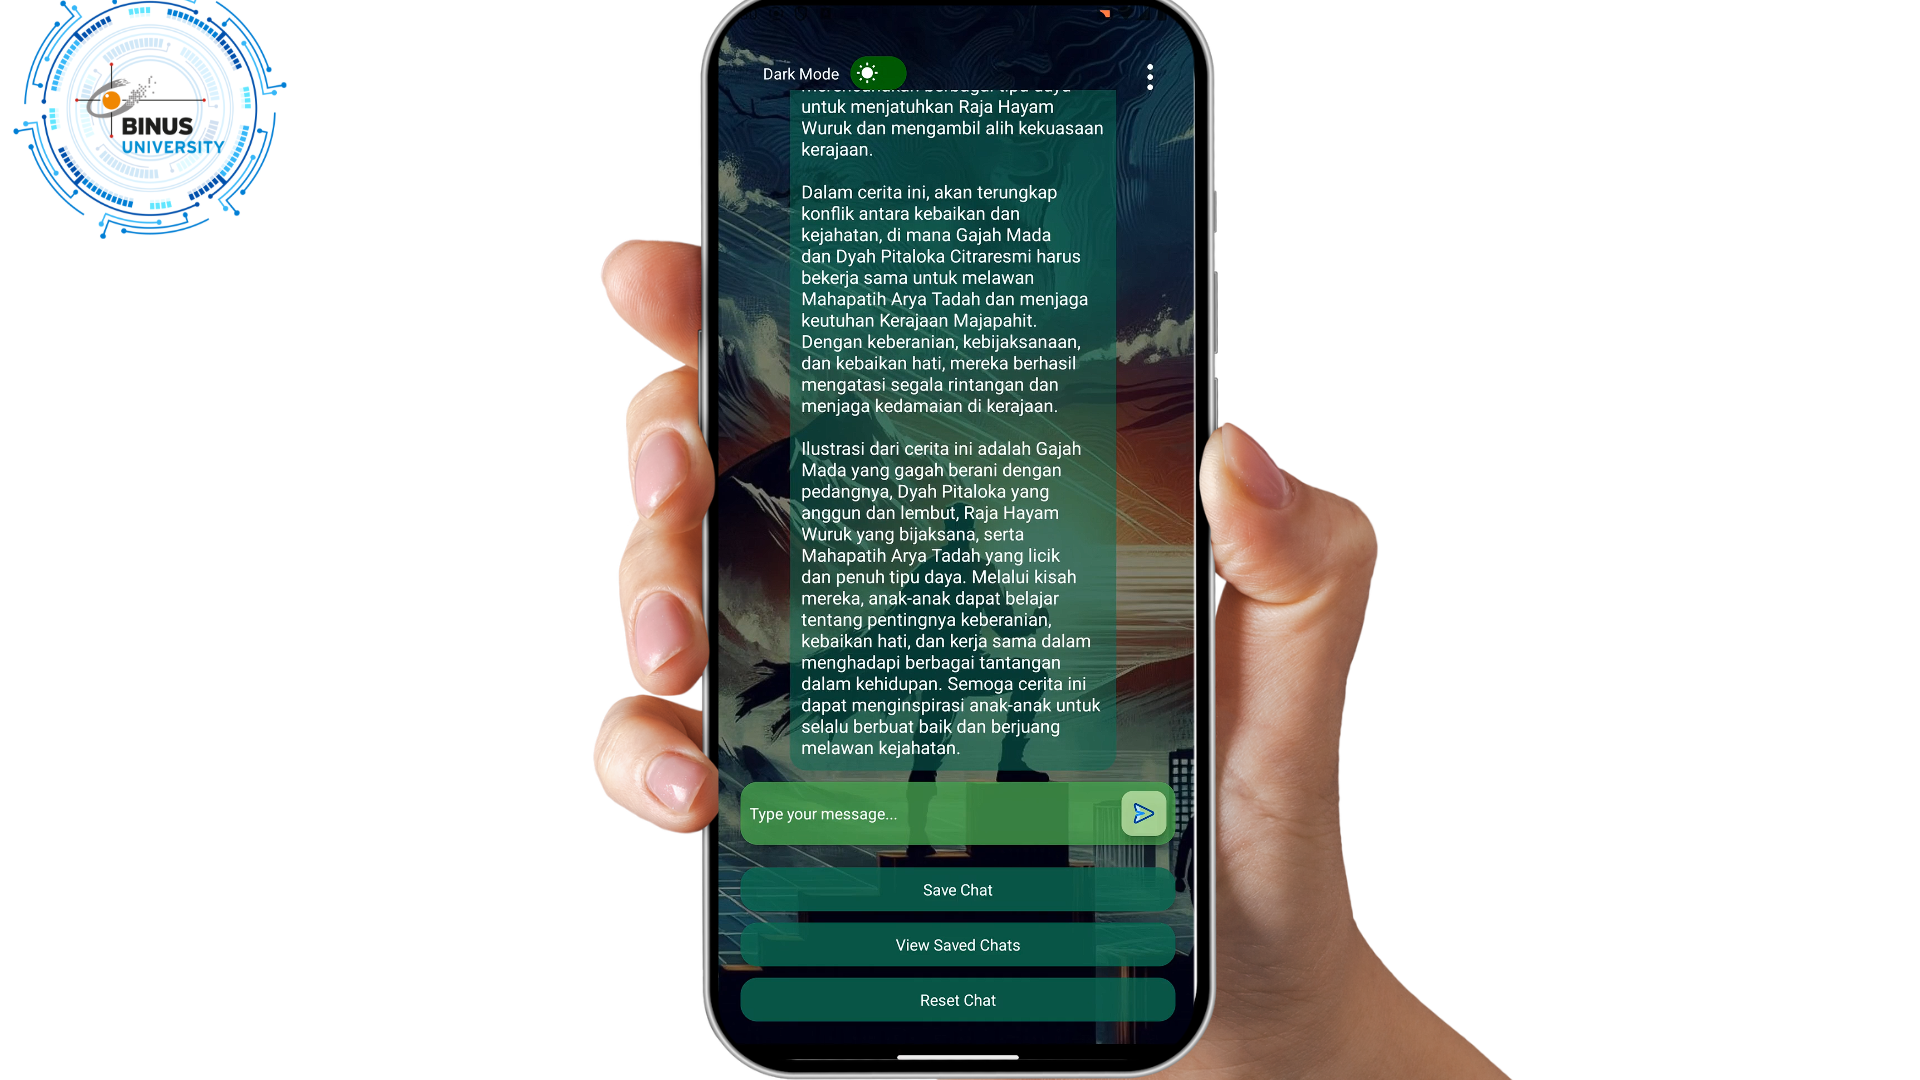 BINUS
UNIVERSITY
Dark Mode
merencanakan berbagai tipu daya
untuk menjatuhkan Raja Hayam
Wuruk dan mengambil alih kekuasaan
kerajaan.
Dalam cerita ini, akan terungkap
konflik antara kebaikan dan
kejahatan, di mana Gajah Mada
dan Dyah Pitaloka Citraresmi harus
bekerja sama untuk melawan
Mahapatih Arya Tadah dan menjaga
keutuhan Kerajaan Majapahit.
Dengan keberanian, kebijaksanaan,
dan kebaikan hati, mereka berhasil
mengatasi segala rintangan dan
menjaga kedamaian di kerajaan.
Ilustrasi dari cerita ini adalah Gajah
Mada yang gagah berani dengan
pedangnya, Dyah Pitaloka yang
anggun dan lembut, Raja Hayam
Wuruk yang bijaksana, serta
Mahapatih Arya Tadah yang licik
dan penuh tipu daya. Melalui kisah
mereka, anak-anak dapat belajar
tentang pentingnya keberanian,
kebaikan hati, dan kerja sama dalam
menghadapi berbagai tantangan
dalam kehidupan. Semoga cerita ini
dapat menginspirasi anak-anak untuk
selalu berbuat baik dan berjuang
melawan kejahatan.
Type your message...
Save Chat
View Saved Chats
Reset Chat